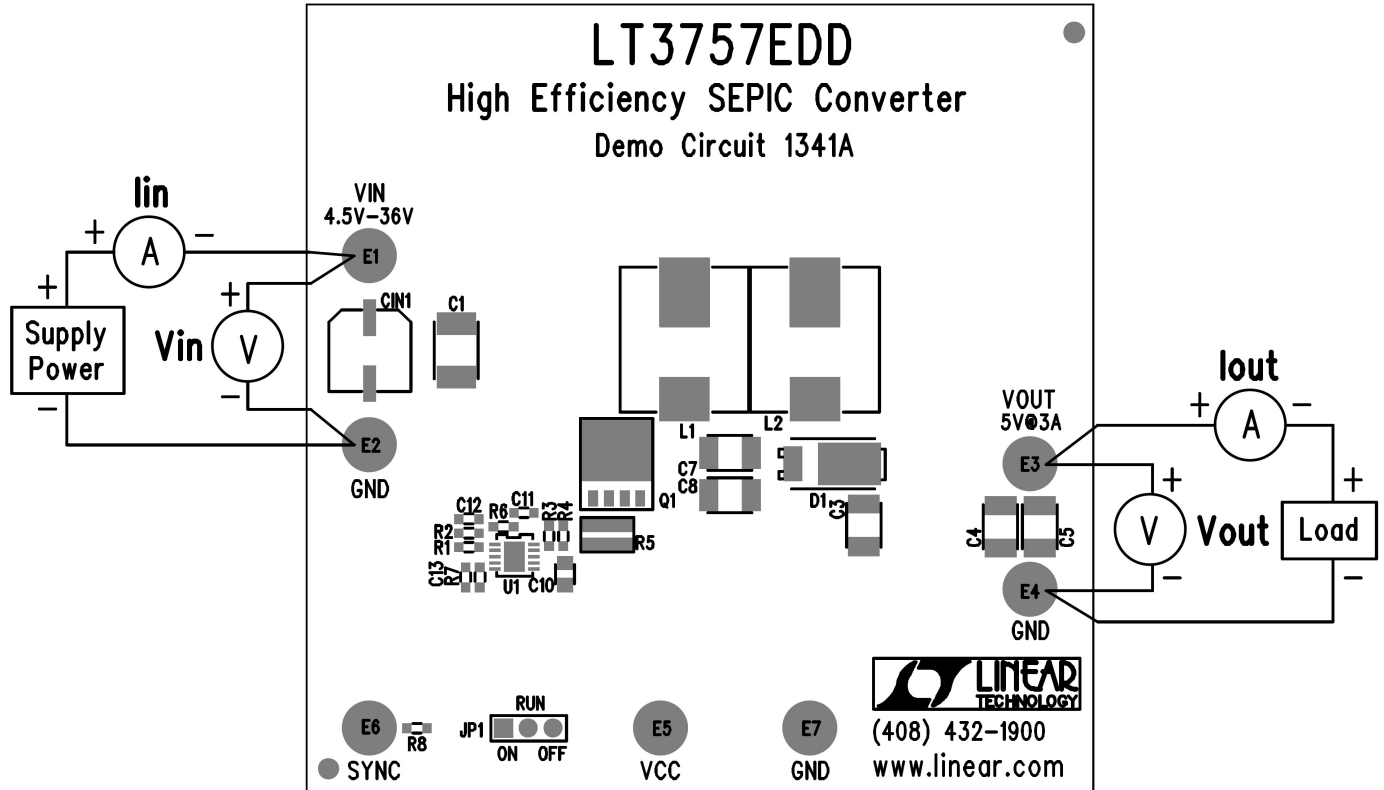 LT3757EDD
High Efficiency SEPIC Converter
Demo Circuit 1341A
Iin
+
A
−
VIN
4.5V−36V
E1
+
Supply
Power
−
+
Vin
V
−
CIN1
C1
E2
GND
L1
L2
C7
C8
Q1
D1
C3
C12
C11
R6
R3
R4
R2
R1
R5
C13
R7
U1
C10
VOUT
5V@3A
E3
Iout
+
A
−
C4
C5
+
V
Vout
−
+
Load
−
E4
GND
LINEAR
TECHNOLOGY
(408) 432−1900
www.linear.com
E6
SYNC
R8
RUN
JP1
ON
OFF
E5
VCC
E7
GND